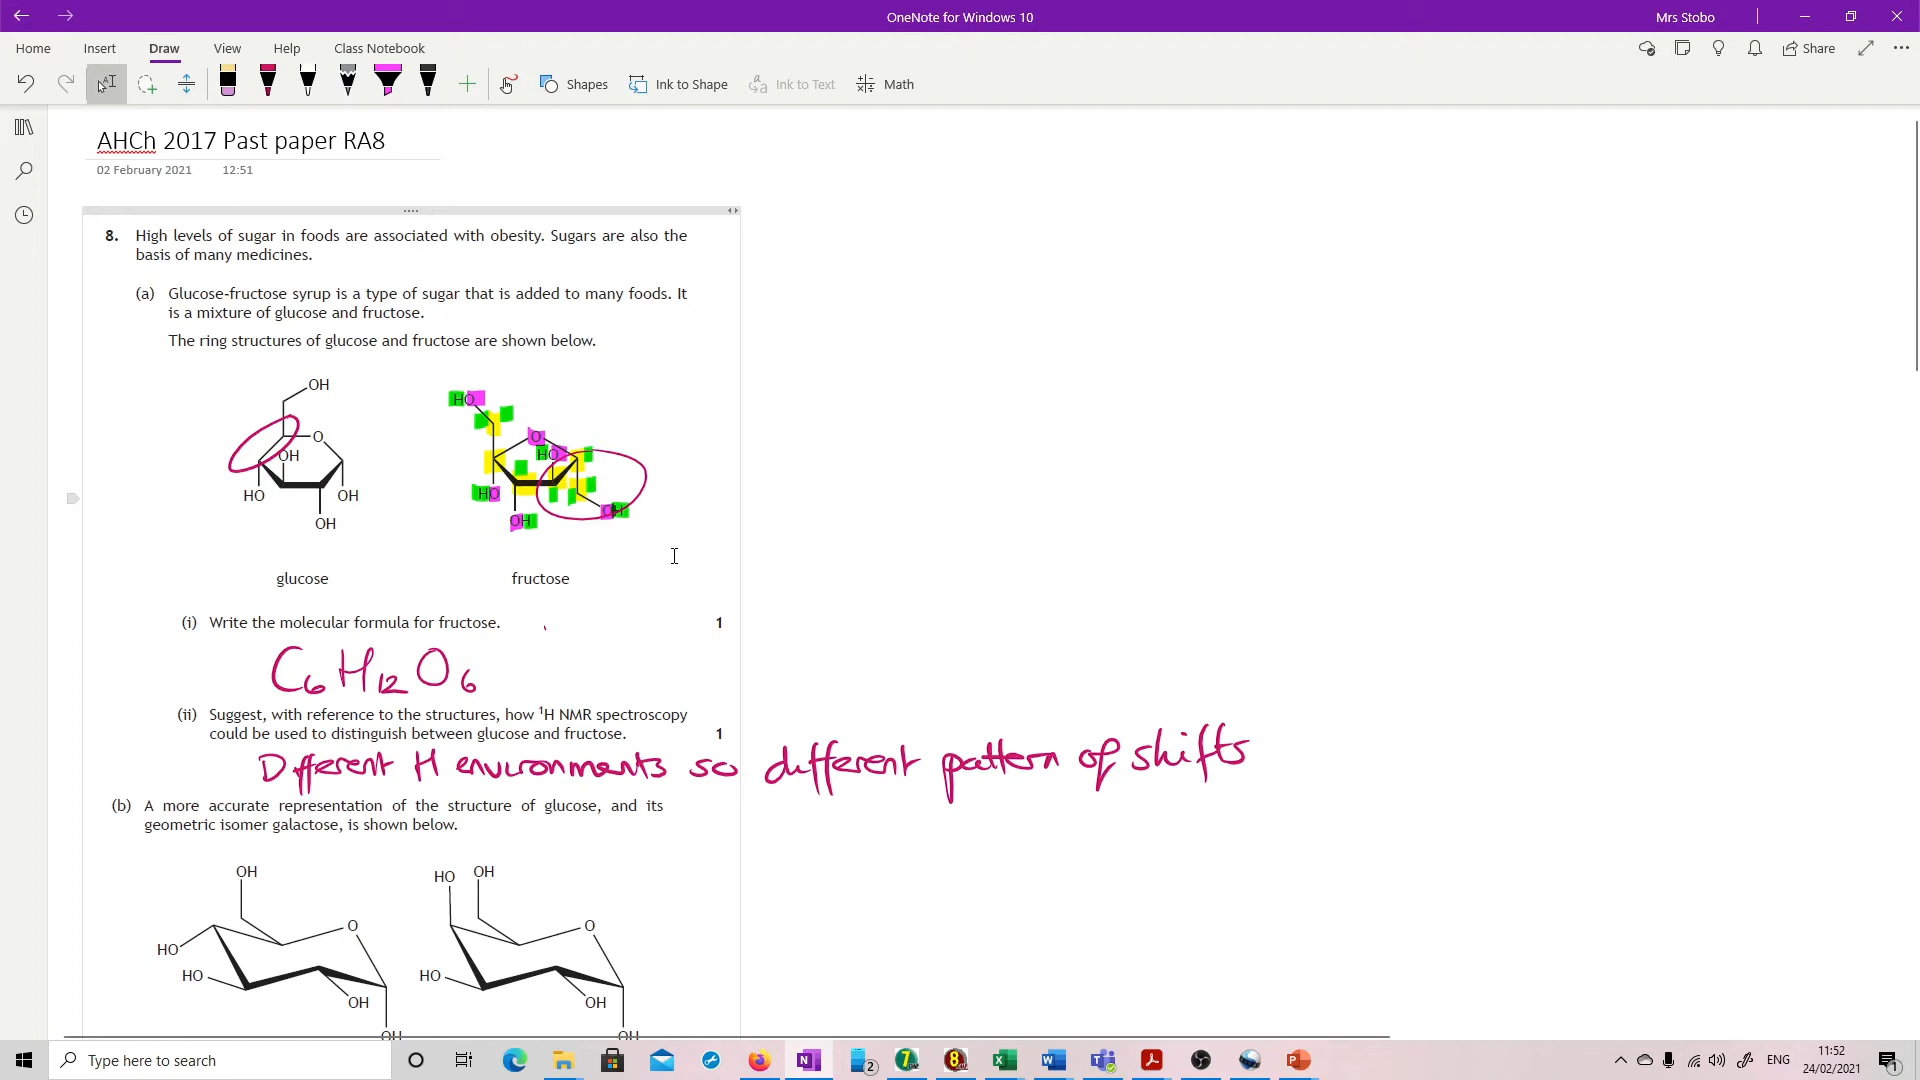 OneNote for Windows 10
Mrs Stobo
Home Insert Draw View Help Class Notebook
Share
Shapes Ink to Shape Ink to Text Math
AHCh 2017 Past paper RA8
02 February 2021 12:51
8. High levels of sugar in foods are associated with obesity. Sugars are also the
basis of many medicines.
(a) Glucose-fructose syrup is a type of sugar that is added to many foods. It
is a mixture of glucose and fructose.
The ring structures of glucose and fructose are shown below.
OH
HO
O
O
OH
HO
HO
OH
HO
OH
OH
OH
OH
glucose fructose
(i) Write the molecular formula for fructose. 1
C6 H12 O6
(ii) Suggest, with reference to the structures, how 1H NMR spectroscopy
could be used to distinguish between glucose and fructose. 1
Different H environments so different pattern of shifts
(b) A more accurate representation of the structure of glucose, and its
geometric isomer galactose, is shown below.
OH HO OH
O O
HO
HO HO
OH OH
OH OH
Type here to search
ENG
11:52
24/02/2021